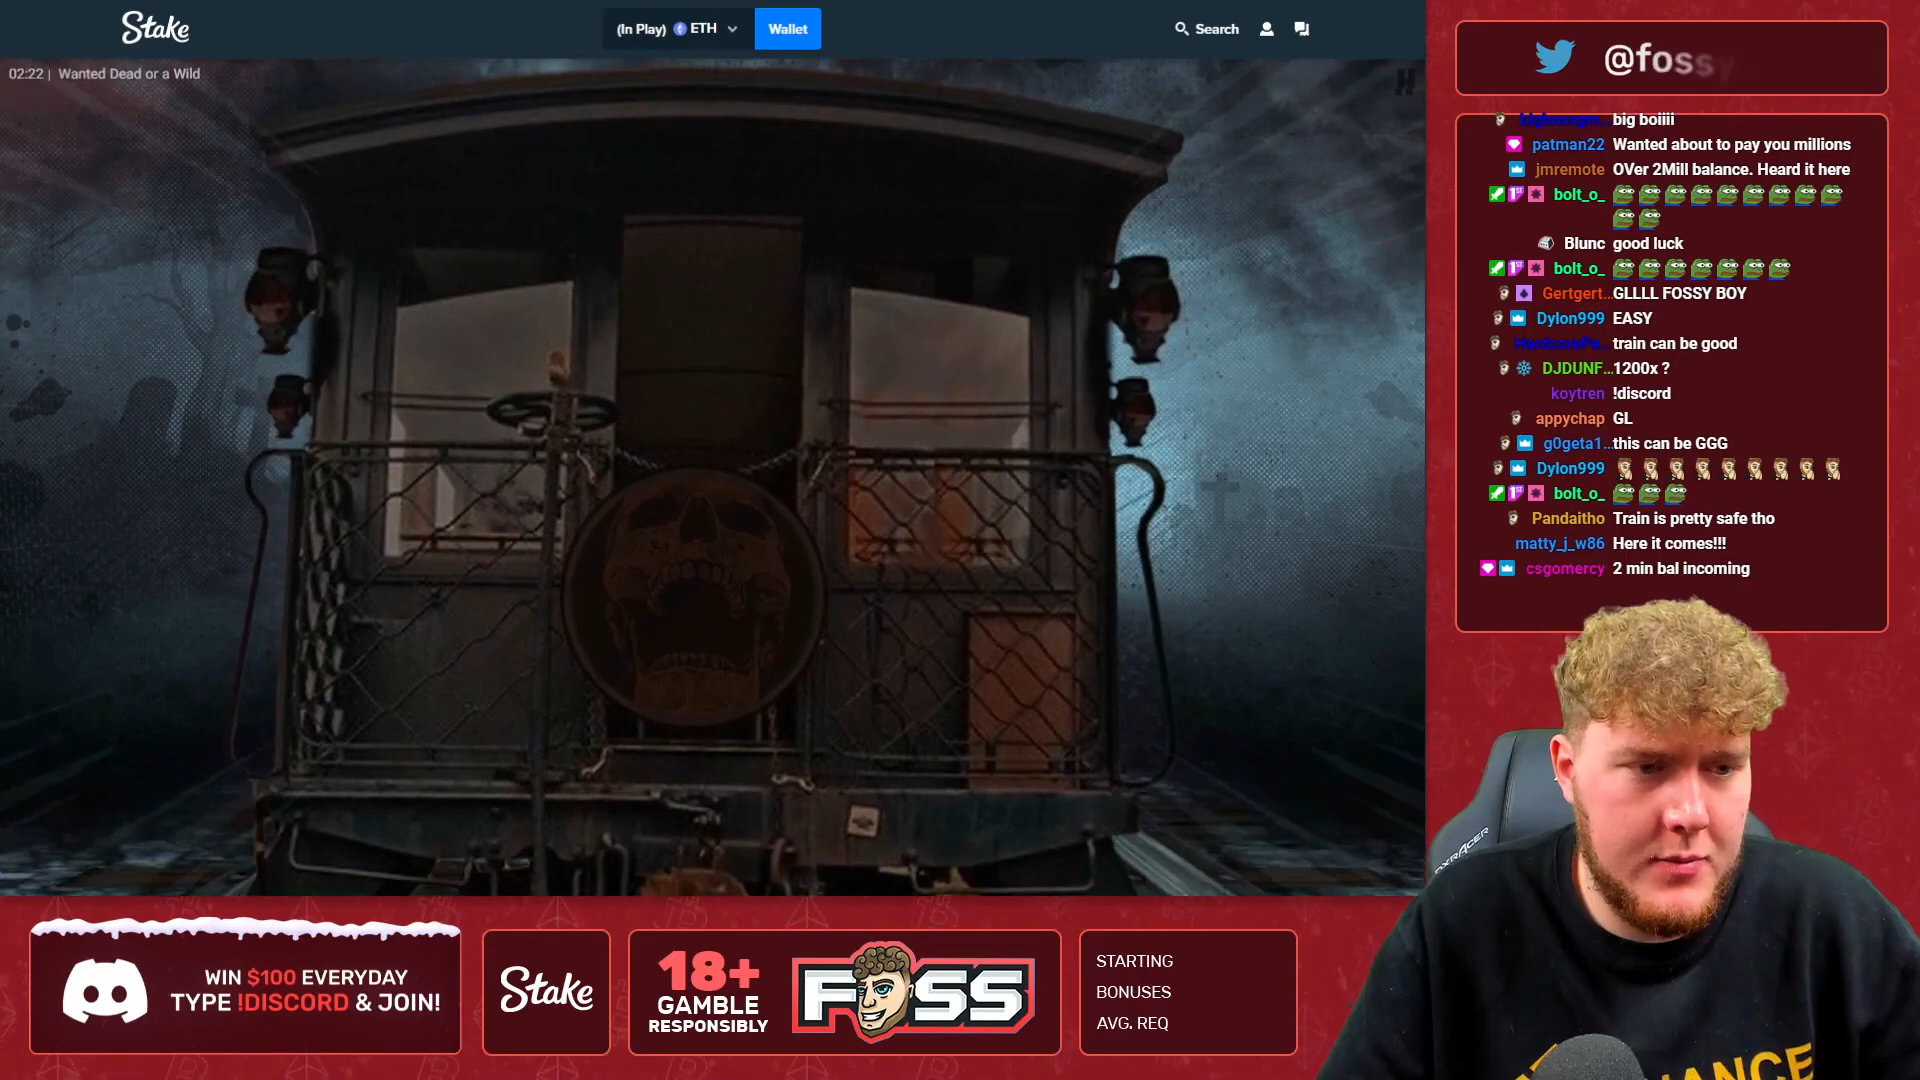 Stake
(In Play) ETH
Wallet
Search
02:22 | Wanted Dead or a Wild
@fossy
big boiiii
patman22 Wanted about to pay you millions
jmremote OVer 2Mill balance. Heard it here
bolt_o_
Blunc good luck
bolt_o_
Gertgert... GLLLL FOSSY BOY
Dylon999 EASY
HardcorePa... train can be good
DJDUNF... 1200x ?
koytren !discord
appychap GL
g0geta1... this can be GGG
Dylon999
bolt_o_
Pandaitho Train is pretty safe tho
matty_j_w86 Here it comes!!!
csgomercy 2 min bal incoming
WIN $100 EVERYDAY
TYPE !DISCORD & JOIN!
Stake
18+
GAMBLE
RESPONSIBLY
FOSS
STARTING
BONUSES
AVG. REQ
DXRACER